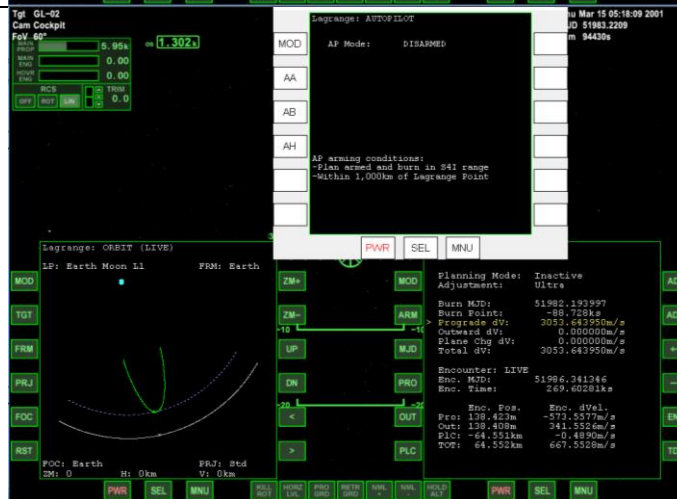 Tgt GL-02
Cam Cockpit
FoV 60°
MAIN PROP 5.95k
MAIN ENG 0.00
HOVR ENG 0.00
RCS
OFF ROT LIN
TRIM
0.0
GS 1.302k
hu Mar 15 05:18:09 2001
JD 51983.2209
m 94430s
Lagrange: AUTOPILOT
MOD
AP Mode: DISARMED
AA
AB
AH
AP arming conditions:
-Plan armed and burn in S4I range
-Within 1,000km of Lagrange Point
PWR SEL MNU
Lagrange: ORBIT (LIVE)
LP: Earth Moon L1 FRM: Earth
MOD
TGT
FRM
PRJ
FOC
RST
ZM+
ZM-
UP
DN
<
>
FOC: Earth PRJ: Std
ZM: 0 H: 0km V: 0km
PWR SEL MNU
-10 -10
-20 -20
KILL ROT HORZ LVL PRO GRD RETR GRD NML + NML - HOLD ALT
MOD
ARM
MJD
PRO
OUT
PLC
Planning Mode: Inactive
Adjustment: Ultra
Burn MJD: 51982.193997
Burn Point: -88.728ks
> Prograde dV: 3053.643950m/s
Outward dV: 0.000000m/s
Plane Chg dV: 0.000000m/s
Total dV: 3053.643950m/s
Encounter: LIVE
Enc. MJD: 51986.341346
Enc. Time: 269.60281ks
Enc. Pos. Enc. dVel.
Pro: 138.423m -573.5577m/s
Out: 138.408m 341.5526m/s
PlC: -64.551km -0.4890m/s
TOT: 64.552km 667.5528m/s
PWR SEL MNU